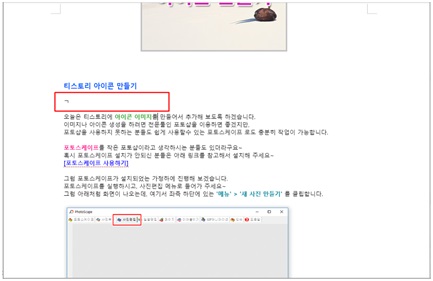 티스토리 아이콘 만들기
ㄱ
오늘은 티스토리에 아이콘 이미지를 만들어서 추가해 보도록 하겠습니다.
이미지나 아이콘 생성을 하려면 전문툴인 포토샵을 이용하면 좋겠지만,
포토샵을 사용하지 못하는 분들도 쉽게 사용할수 있는 포토스케이프 로도 충분히 작업이 가능합니다.
포토스케이프를 작은 포토샵이라고 생각하시는 분들도 있더라구요~
혹시 포토스케이프 설치가 안되신 분들은 아래 링크를 참고해서 설치해 주세요~
[포토스케이프 사용하기]
그럼 포토스케이프가 설치되었는 가정하에 진행해 보겠습니다.
포토스케이프를 실행하시고, 사진편집 메뉴로 들어가 주세요~
그럼 아래처럼 화면이 나오는데, 여기서 좌측 하단에 있는 '메뉴' > '새 사진 만들기' 를 클릭합니다.
PhotoScape